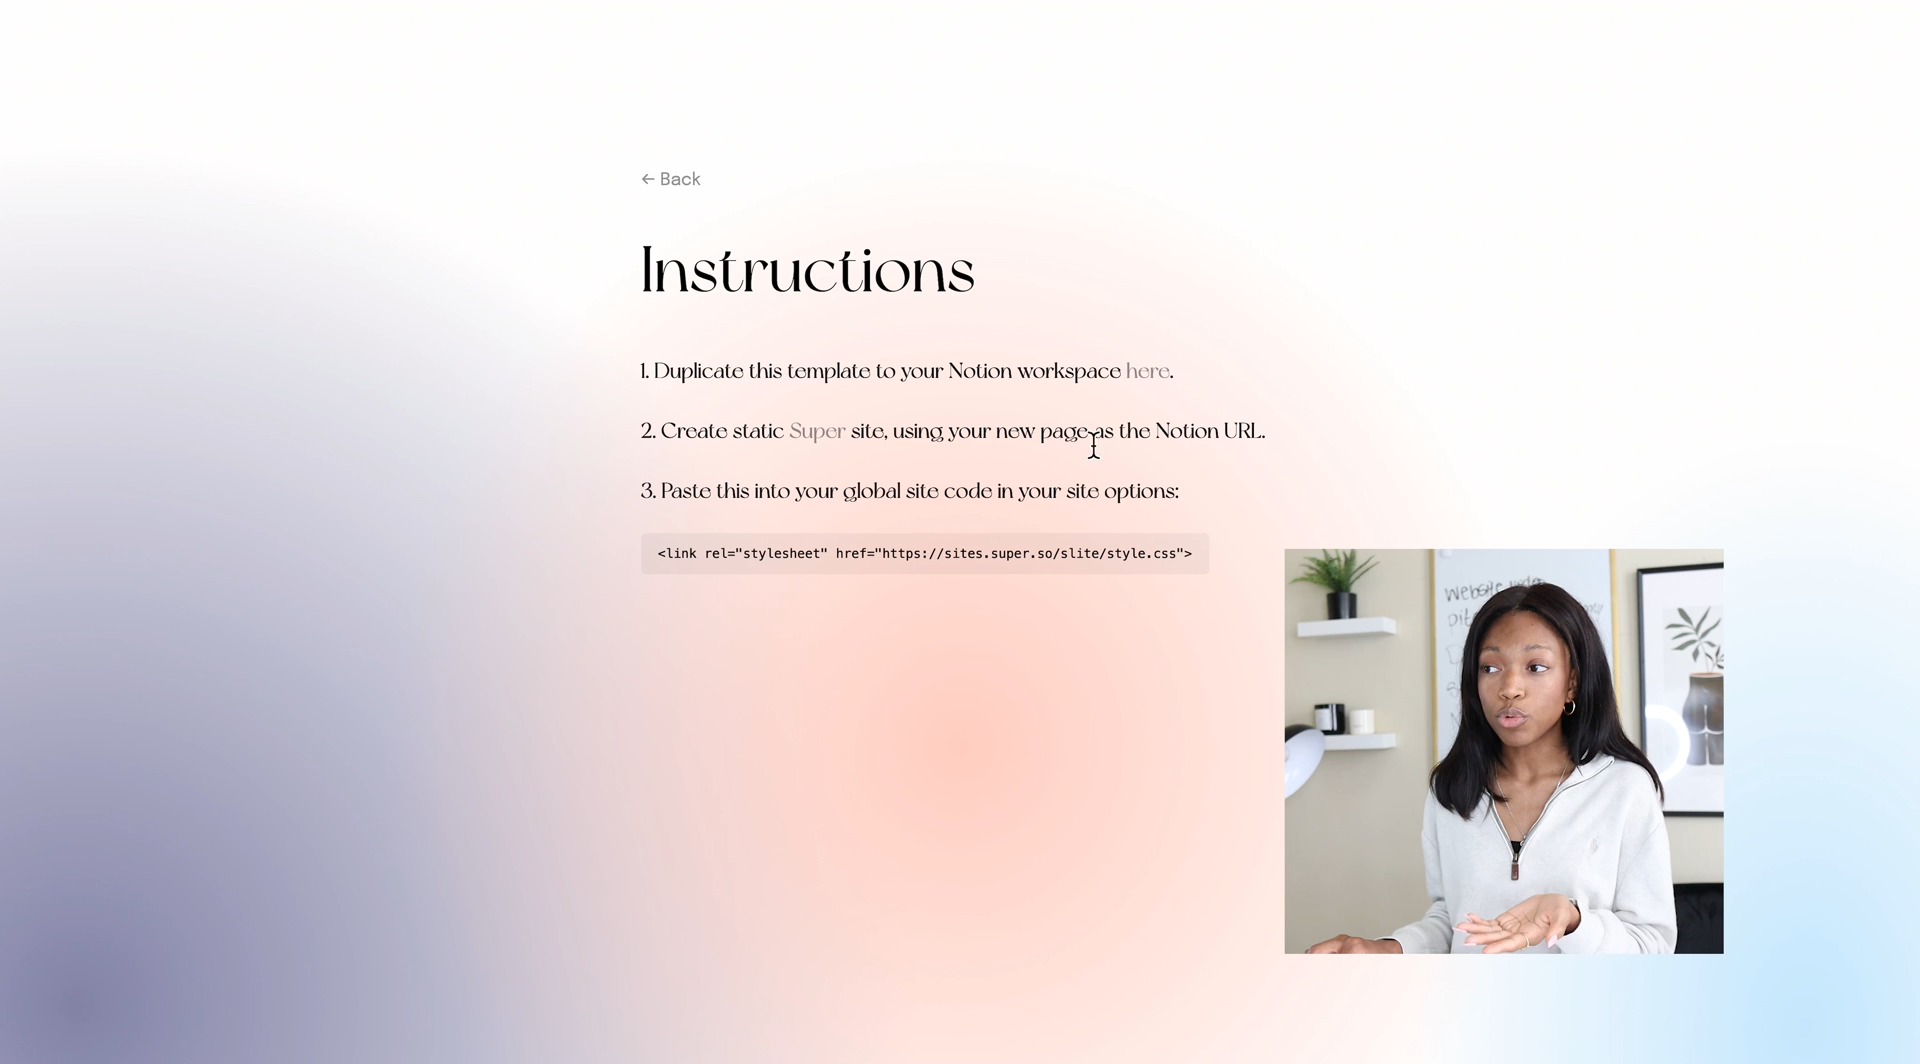 ← Back
Instructions
1. Duplicate this template to your Notion workspace here.
2. Create static Super site, using your new page as the Notion URL.
3. Paste this into your global site code in your site options:
<link rel="stylesheet" href="https://sites.super.so/slite/style.css">
Website